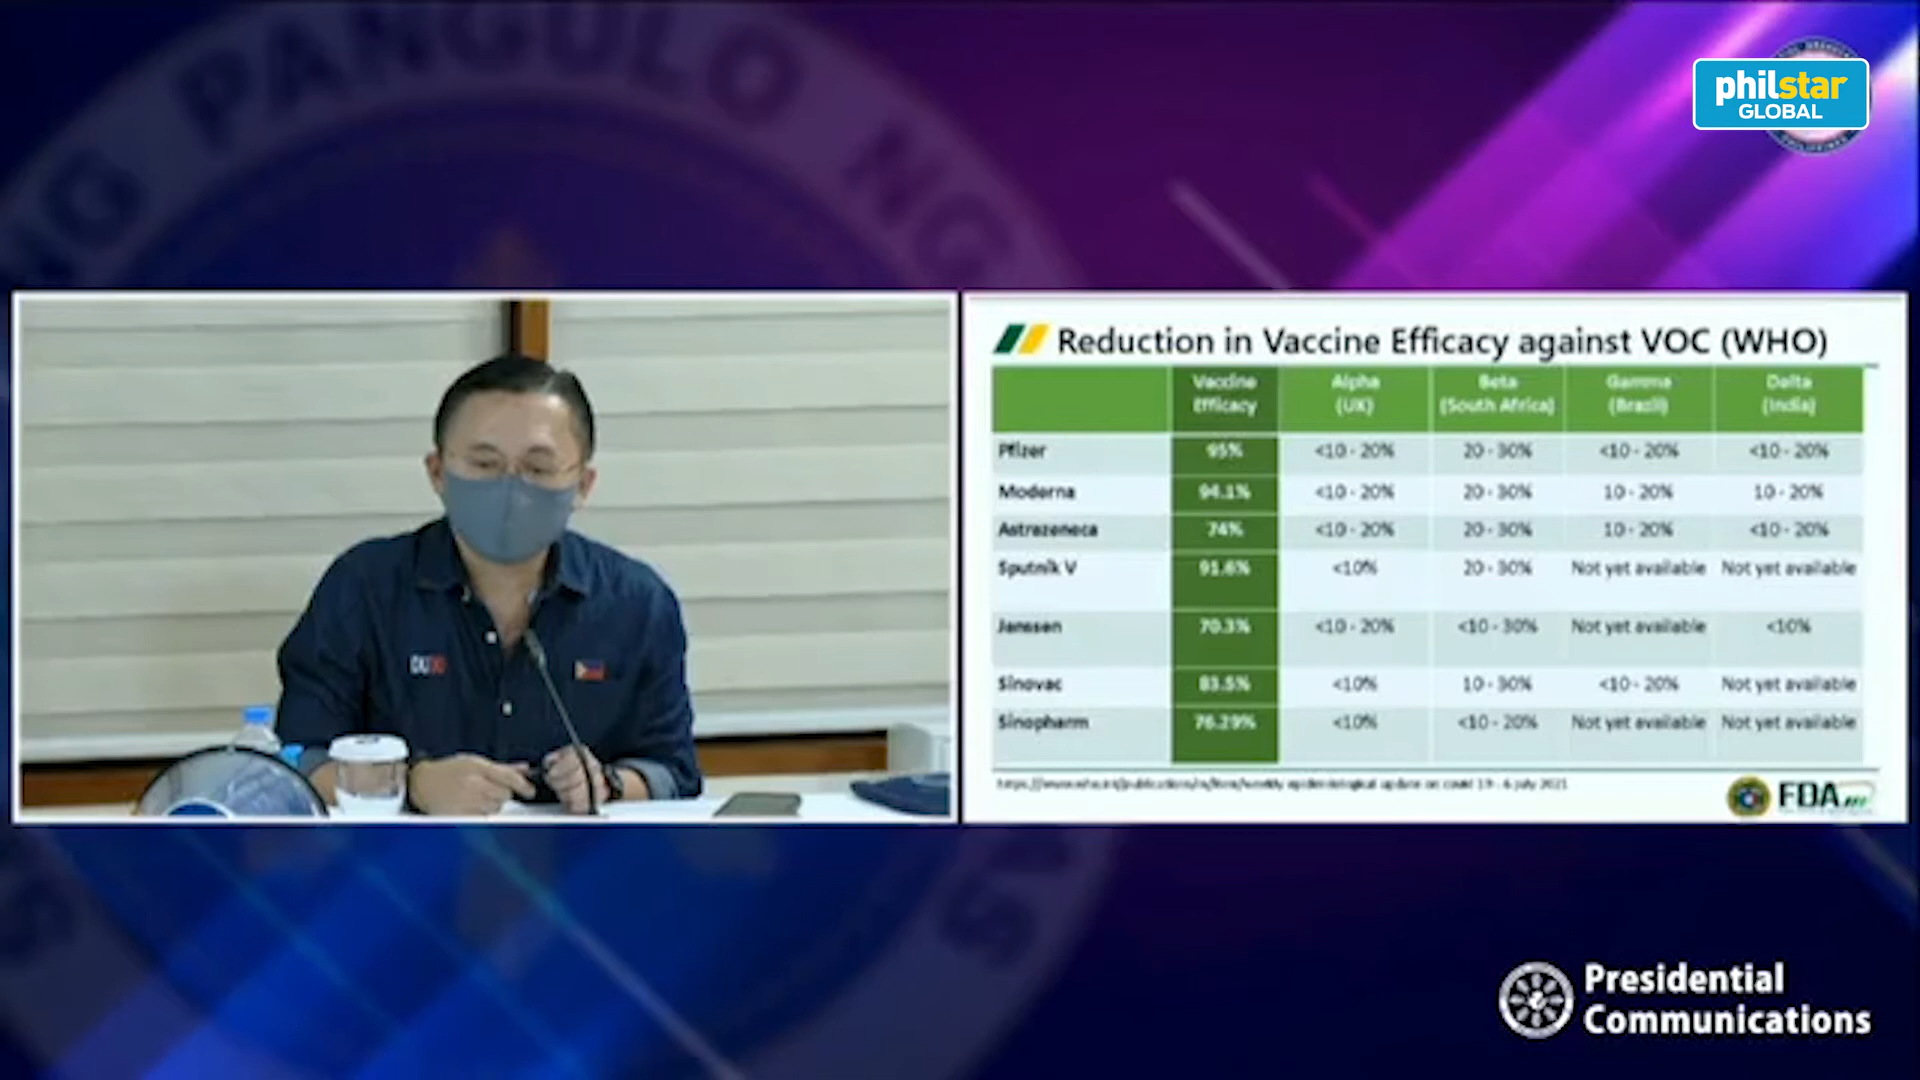 NG PANGULO NG
philstar
GLOBAL
Reduction in Vaccine Efficacy against VOC (WHO)
Vaccine Efficacy | Alpha (UK) | Beta (South Africa) | Gamma (Brazil) | Delta (India)
Pfizer | 95% | <10 - 20% | 20 - 30% | <10 - 20% | <10 - 20%
Moderna | 94.1% | <10 - 20% | 20 - 30% | 10 - 20% | 10 - 20%
Astrazeneca | 74% | <10 - 20% | 20 - 30% | 10 - 20% | <10 - 20%
Sputnik V | 91.6% | <10% | 20 - 30% | Not yet available | Not yet available
Janssen | 70.3% | <10 - 20% | <10 - 30% | Not yet available | <10%
Sinovac | 83.5% | <10% | 10 - 30% | <10 - 20% | Not yet available
Sinopharm | 76.29% | <10% | <10 - 20% | Not yet available | Not yet available
FDA
Presidential
Communications